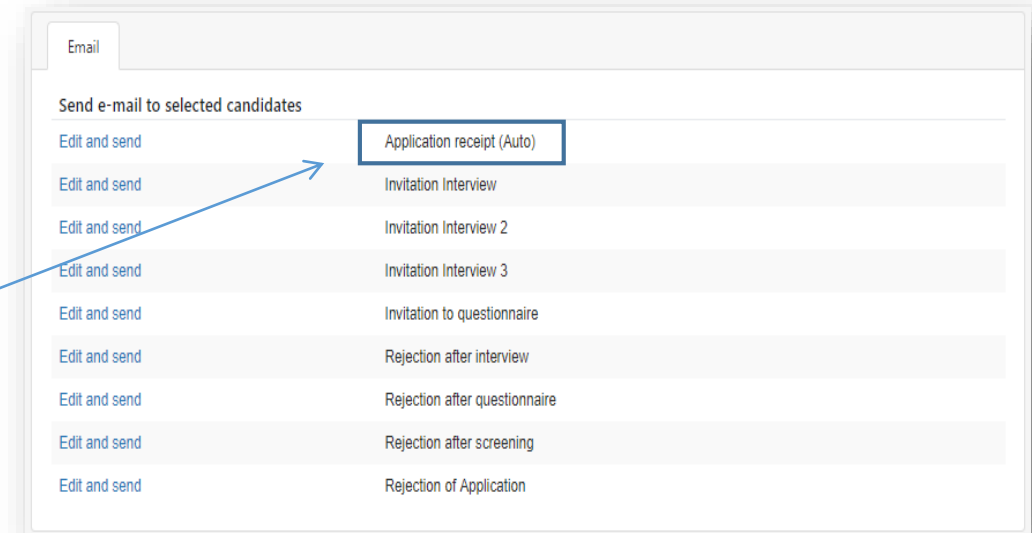 Email
Send e-mail to selected candidates
Edit and send Application receipt (Auto)
Edit and send Invitation Interview
Edit and send Invitation Interview 2
Edit and send Invitation Interview 3
Edit and send Invitation to questionnaire
Edit and send Rejection after interview
Edit and send Rejection after questionnaire
Edit and send Rejection after screening
Edit and send Rejection of Application